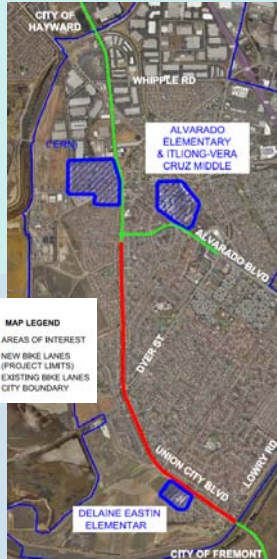 CITY OF
HAYWARD
WHIPPLE RD
ALVARADO
ELEMENTARY
& ITLIONG-VERA
CRUZ MIDDLE
CERNI
ALVARADO BLVD
DYER ST
MAP LEGEND
AREAS OF INTEREST
NEW BIKE LANES
(PROJECT LIMITS)
EXISTING BIKE LANES
CITY BOUNDARY
UNION CITY BLVD
LOWRY RD
DELAINE EASTIN
ELEMENTAR
CITY OF FREMONT